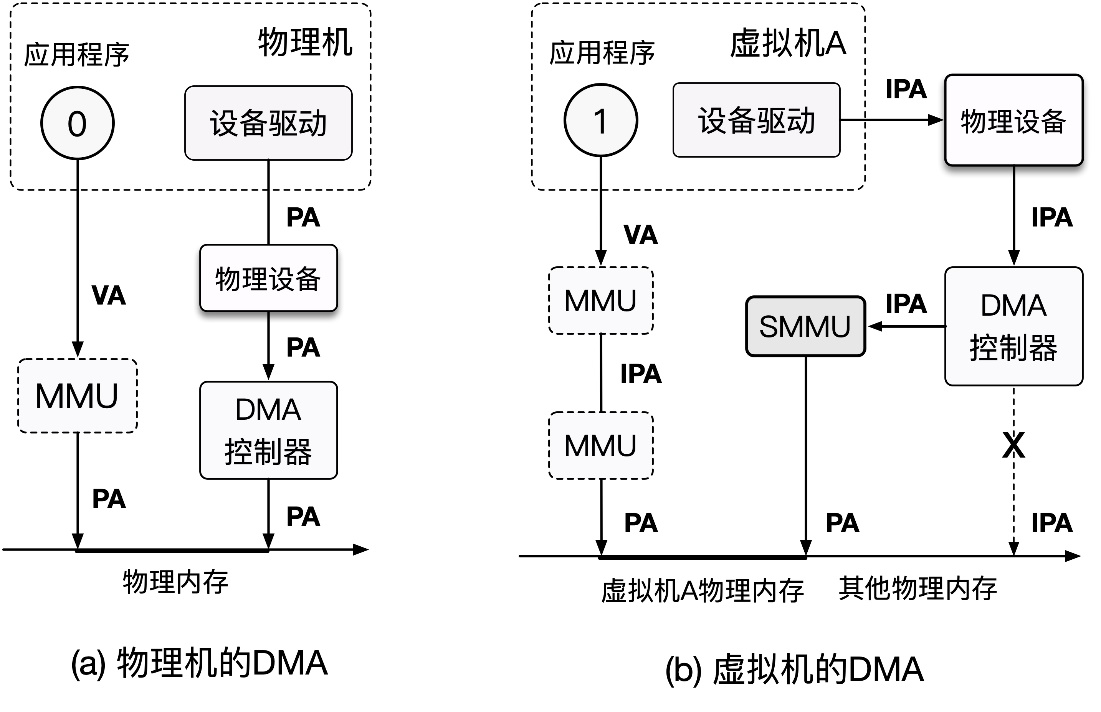 应用程序
物理机
0
设备驱动
PA
物理设备
VA
PA
MMU
DMA
控制器
PA
PA
物理内存
(a) 物理机的DMA
应用程序
虚拟机A
1
设备驱动
IPA
物理设备
VA
IPA
MMU
SMMU
IPA
DMA
控制器
IPA
MMU
X
PA
PA
IPA
虚拟机A物理内存
其他物理内存
(b) 虚拟机的DMA